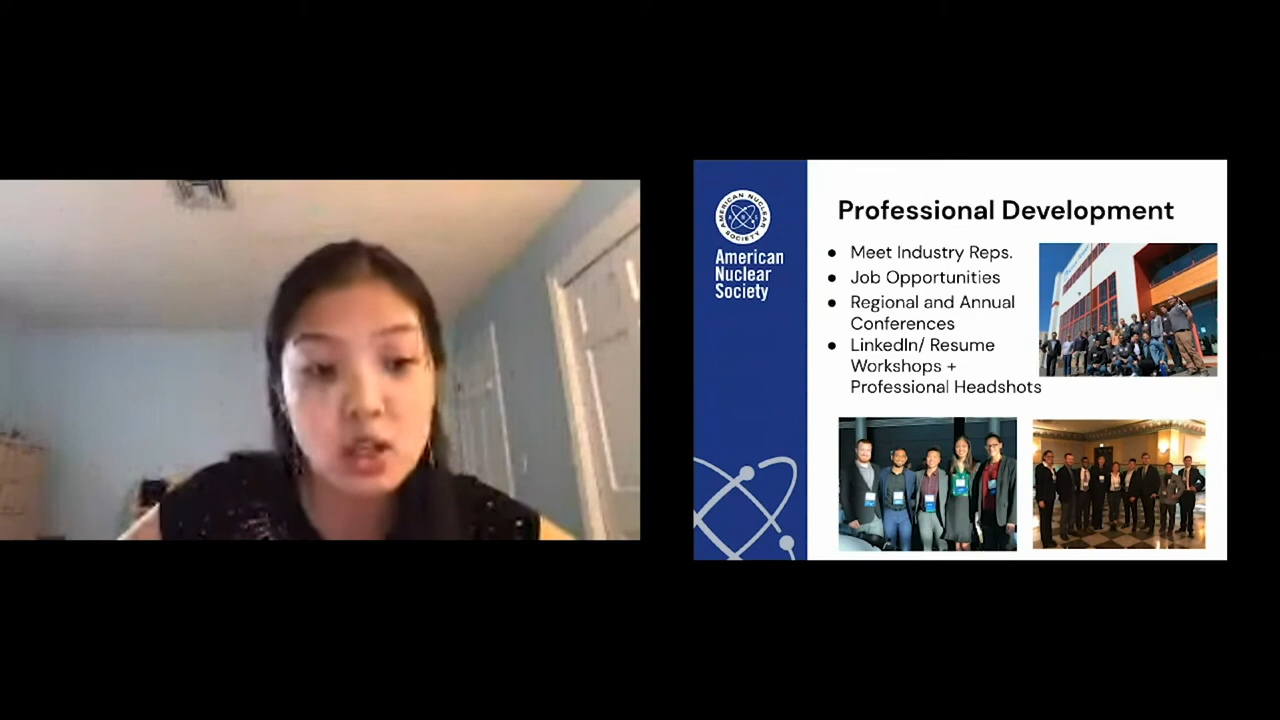 AMERICAN NUCLEAR SOCIETY
American
Nuclear
Society
Professional Development
● Meet Industry Reps.
● Job Opportunities
● Regional and Annual
Conferences
● LinkedIn/ Resume
Workshops +
Professional Headshots